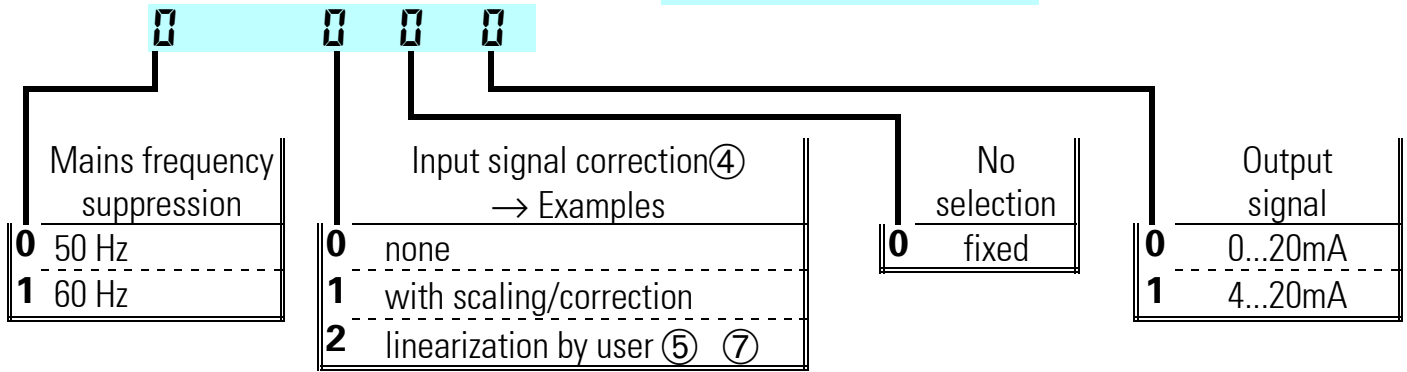 0 0 0 0
Mains frequency
suppression
0 50 Hz
1 60 Hz
Input signal correction④
→ Examples
0 none
1 with scaling/correction
2 linearization by user ⑤ ⑦
No
selection
0 fixed
Output
signal
0 0...20mA
1 4...20mA